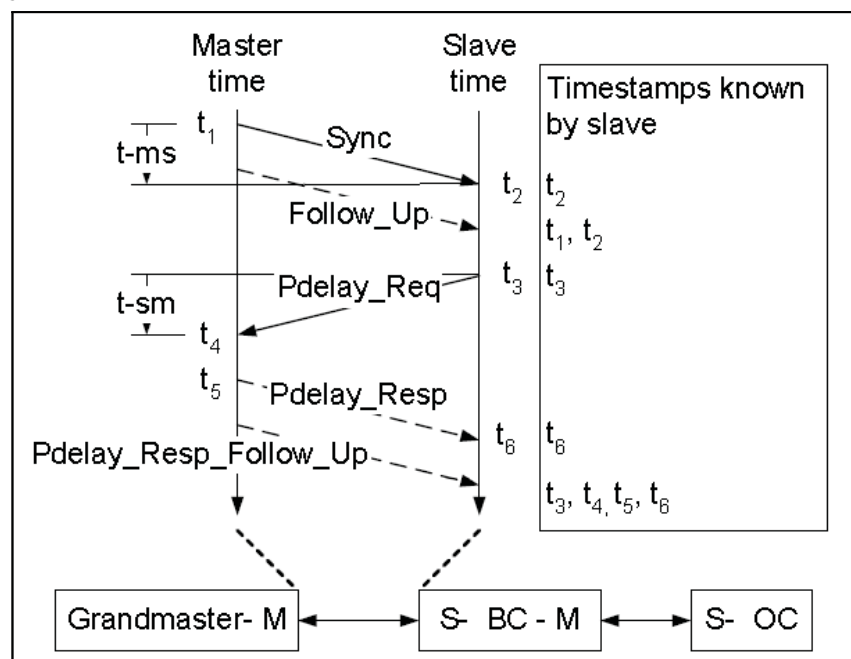 Master time
Slave time
Timestamps known by slave
t₁
t-ms
Sync
t₂
t₂
Follow_Up
t₁, t₂
t₃
t₃
Pdelay_Req
t-sm
t₄
t₅
Pdelay_Resp
t₆
t₆
Pdelay_Resp_Follow_Up
t₃, t₄, t₅, t₆
Grandmaster- M
S- BC - M
S- OC